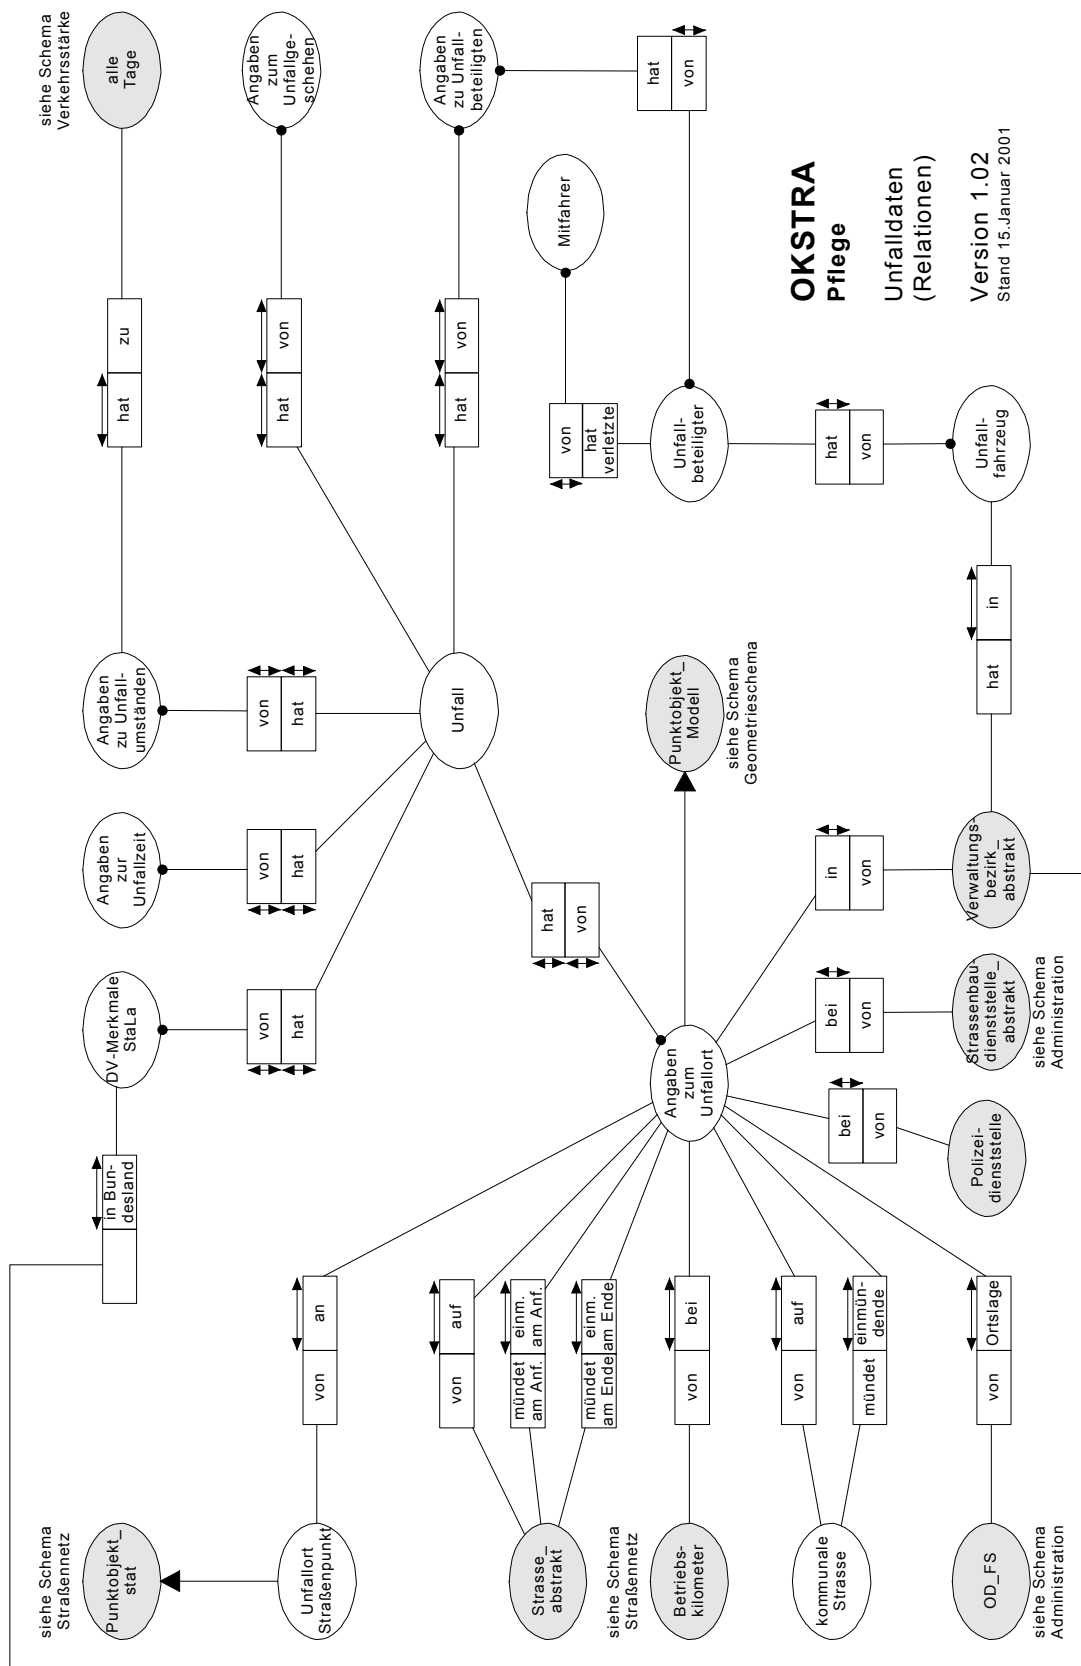 siehe Schema
Verkehrsstärke
alle
Tage
Angaben
zum
Unfallge-
schehen
Angaben
zu Unfall-
beteiligten
hat
von
zu
hat
von
hat
von
hat
Mitfahrer
von
hat
verletzte
Unfall-
beteiligter
hat
von
Unfall-
fahrzeug
in
hat
OKSTRA
Pflege
Unfalldaten
(Relationen)
Version 1.02
Stand 15.Januar 2001
Angaben
zu Unfall-
umständen
von
hat
Unfall
Angaben
zur
Unfallzeit
von
hat
DV-Merkmale
StaLa
von
hat
in Bun-
desland
hat
von
Punktobjekt_
Modell
siehe Schema
Geometrieschema
Angaben
zum
Unfallort
in
von
Verwaltungs-
bezirk_
abstrakt
bei
von
Strassenbau-
dienststelle_
abstrakt
siehe Schema
Administration
bei
von
Polizei-
dienststelle
an
von
auf
von
einm.
am Anf.
mündet
am Anf.
einm.
am Ende
mündet
am Ende
bei
von
auf
von
einmün-
dende
mündet
Ortslage
von
siehe Schema
Straßennetz
Punktobjekt_
stat
Unfallort
Straßenpunkt
Strasse_
abstrakt
siehe Schema
Straßennetz
Betriebs-
kilometer
kommunale
Strasse
OD_FS
siehe Schema
Administration